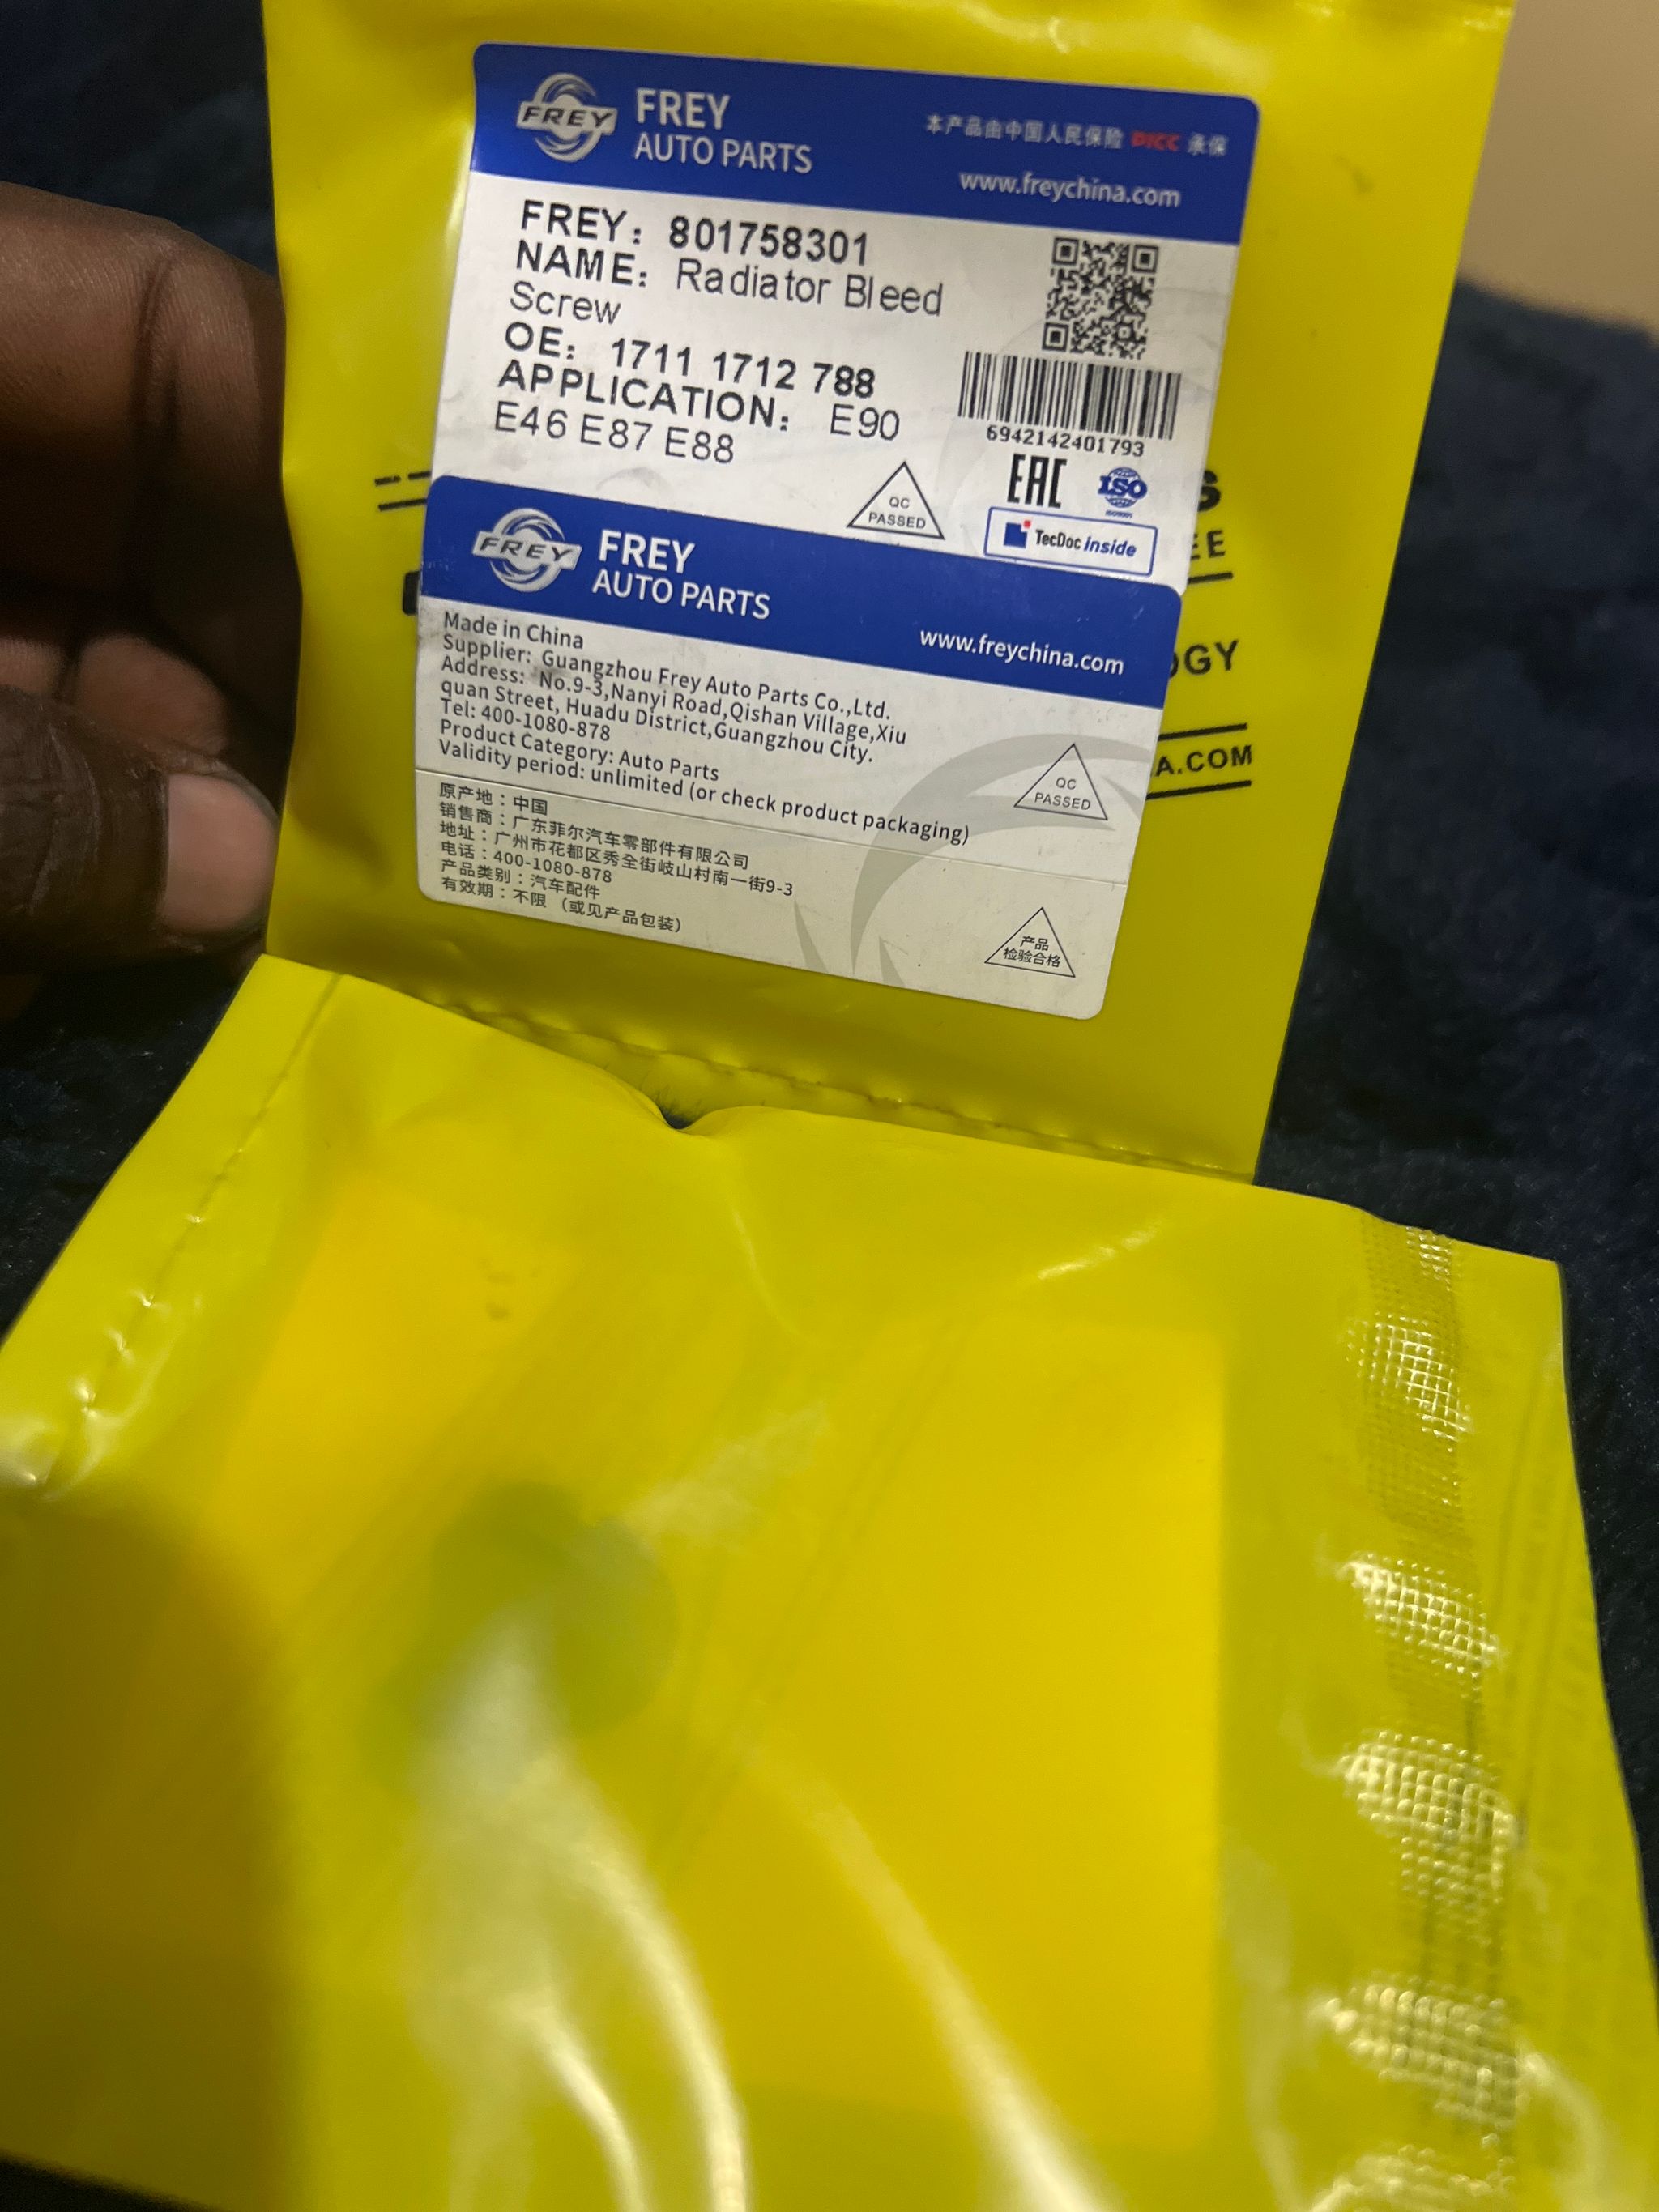 FREY
FREY
AUTO PARTS
本产品由中国人民保险 PICC 承保
www.freychina.com
FREY: 801758301
NAME: Radiator Bleed
Screw
OE: 1711 1712 788
APPLICATION: E90
E46 E87 E88
6942142401793
QC
PASSED
EAC
ISO
ISO9001
TecDoc inside
S
EE
FREY
FREY
AUTO PARTS
www.freychina.com
OGY
A.COM
Made in China
Supplier: Guangzhou Frey Auto Parts Co.,Ltd.
Address: No.9-3,Nanyi Road,Qishan Village,Xiu
quan Street, Huadu District,Guangzhou City.
Tel: 400-1080-878
Product Category: Auto Parts
Validity period: unlimited (or check product packaging)
QC
PASSED
原产地：中国
销售商：广东菲尔汽车零部件有限公司
地址：广州市花都区秀全街岐山村南一街9-3
电话：400-1080-878
产品类别：汽车配件
有效期：不限（或见产品包装）
产品
检验合格